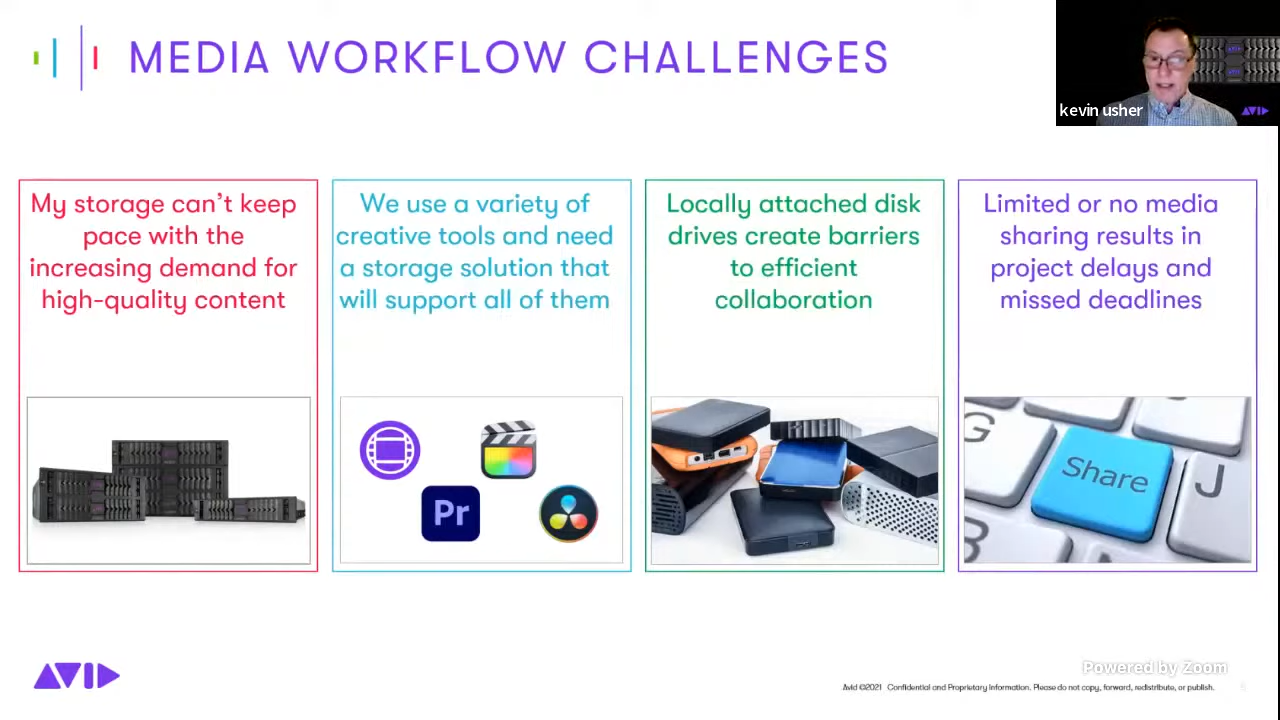 MEDIA WORKFLOW CHALLENGES
kevin usher
AVID
My storage can’t keep
pace with the
increasing demand for
high-quality content
We use a variety of
creative tools and need
a storage solution that
will support all of them
Pr
Locally attached disk
drives create barriers
to efficient
collaboration
Limited or no media
sharing results in
project delays and
missed deadlines
G
Share
J
B
AVID
Powered by Zoom
Avid ©2021 Confidential and Proprietary Information. Please do not copy, forward, redistribute, or publish.